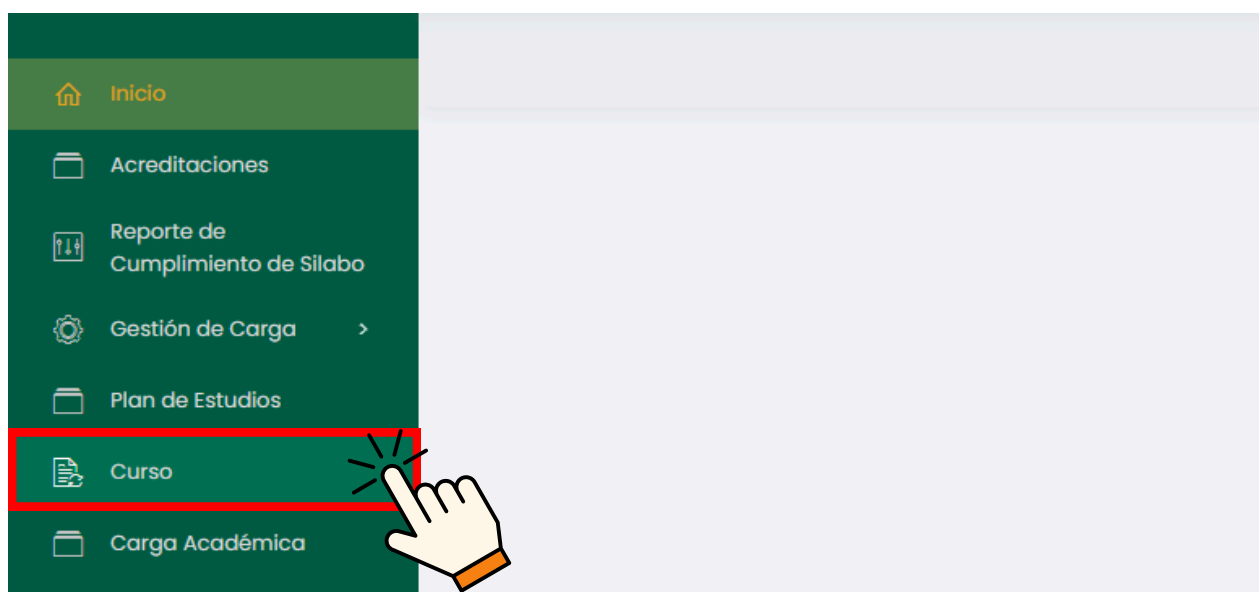 Inicio
Acreditaciones
Reporte de
Cumplimiento de Silabo
Gestión de Carga >
Plan de Estudios
Curso
Carga Académica